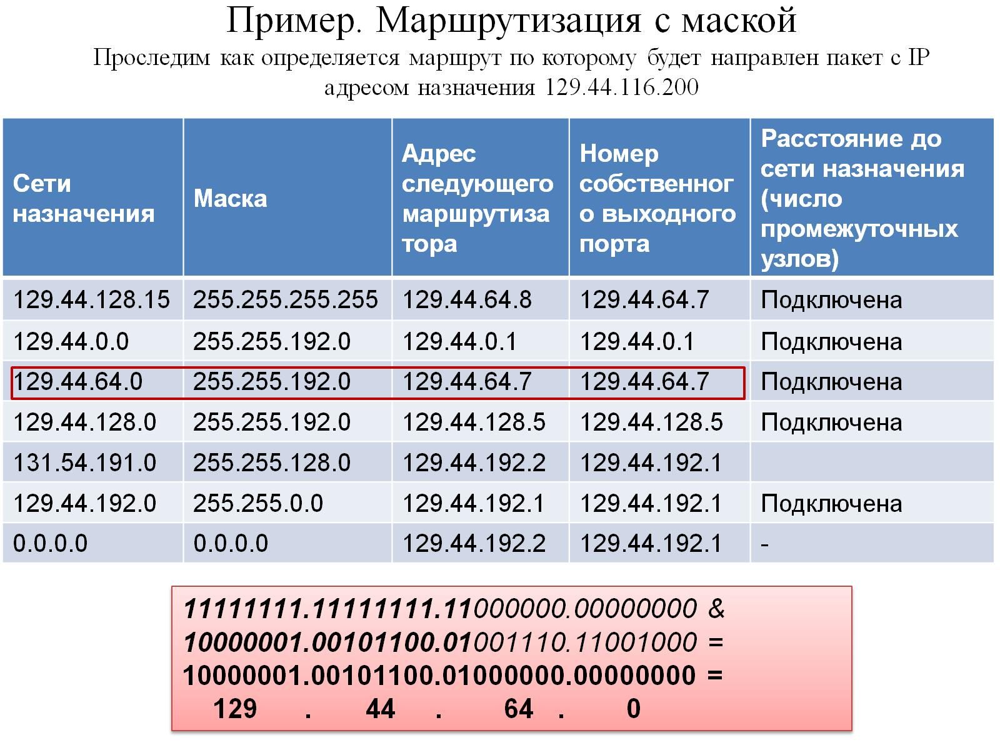 Пример. Маршрутизация с маской
Проследим как определяется маршрут по которому будет направлен пакет с IP
адресом назначения 129.44.116.200
Сети
назначения
Маска
Адрес
следующего
маршрутиза
тора
Номер
собственног
о выходного
порта
Расстояние до
сети назначения
(число
промежуточных
узлов)
129.44.128.15 255.255.255.255 129.44.64.8 129.44.64.7 Подключена
129.44.0.0 255.255.192.0 129.44.0.1 129.44.0.1 Подключена
129.44.64.0 255.255.192.0 129.44.64.7 129.44.64.7 Подключена
129.44.128.0 255.255.192.0 129.44.128.5 129.44.128.5 Подключена
131.54.191.0 255.255.128.0 129.44.192.2 129.44.192.1
129.44.192.0 255.255.0.0 129.44.192.1 129.44.192.1 Подключена
0.0.0.0 0.0.0.0 129.44.192.2 129.44.192.1 -
11111111.11111111.11000000.00000000 &
10000001.00101100.01001110.11001000 =
10000001.00101100.01000000.00000000 =
129 . 44 . 64 . 0